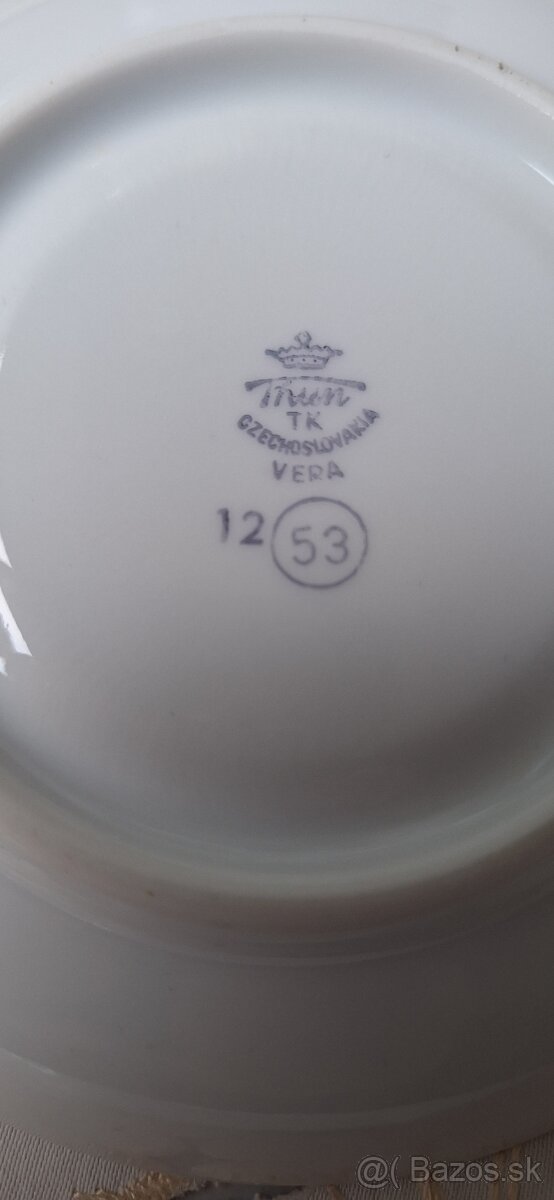 Thun
TK
CZECHOSLOVAKIA
VERA
12 53
@( Bazos.sk